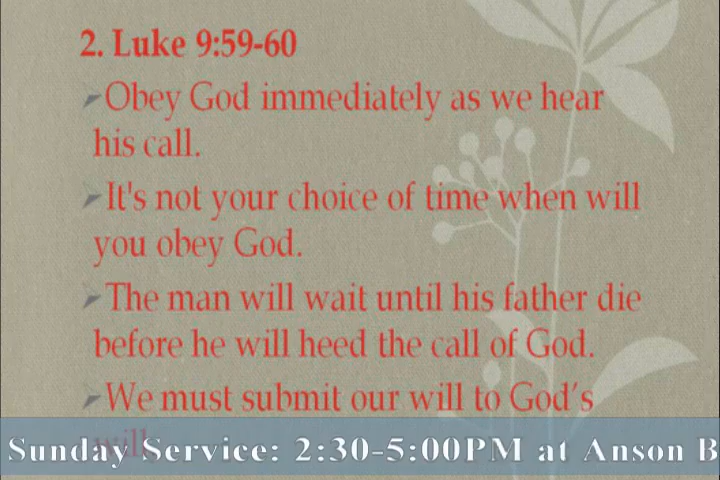 2. Luke 9:59-60
Obey God immediately as we hear
his call.
It's not your choice of time when will
you obey God.
The man will wait until his father die
before he will heed the call of God.
We must submit our will to God's
will.
Sunday Service: 2:30-5:00PM at Anson B